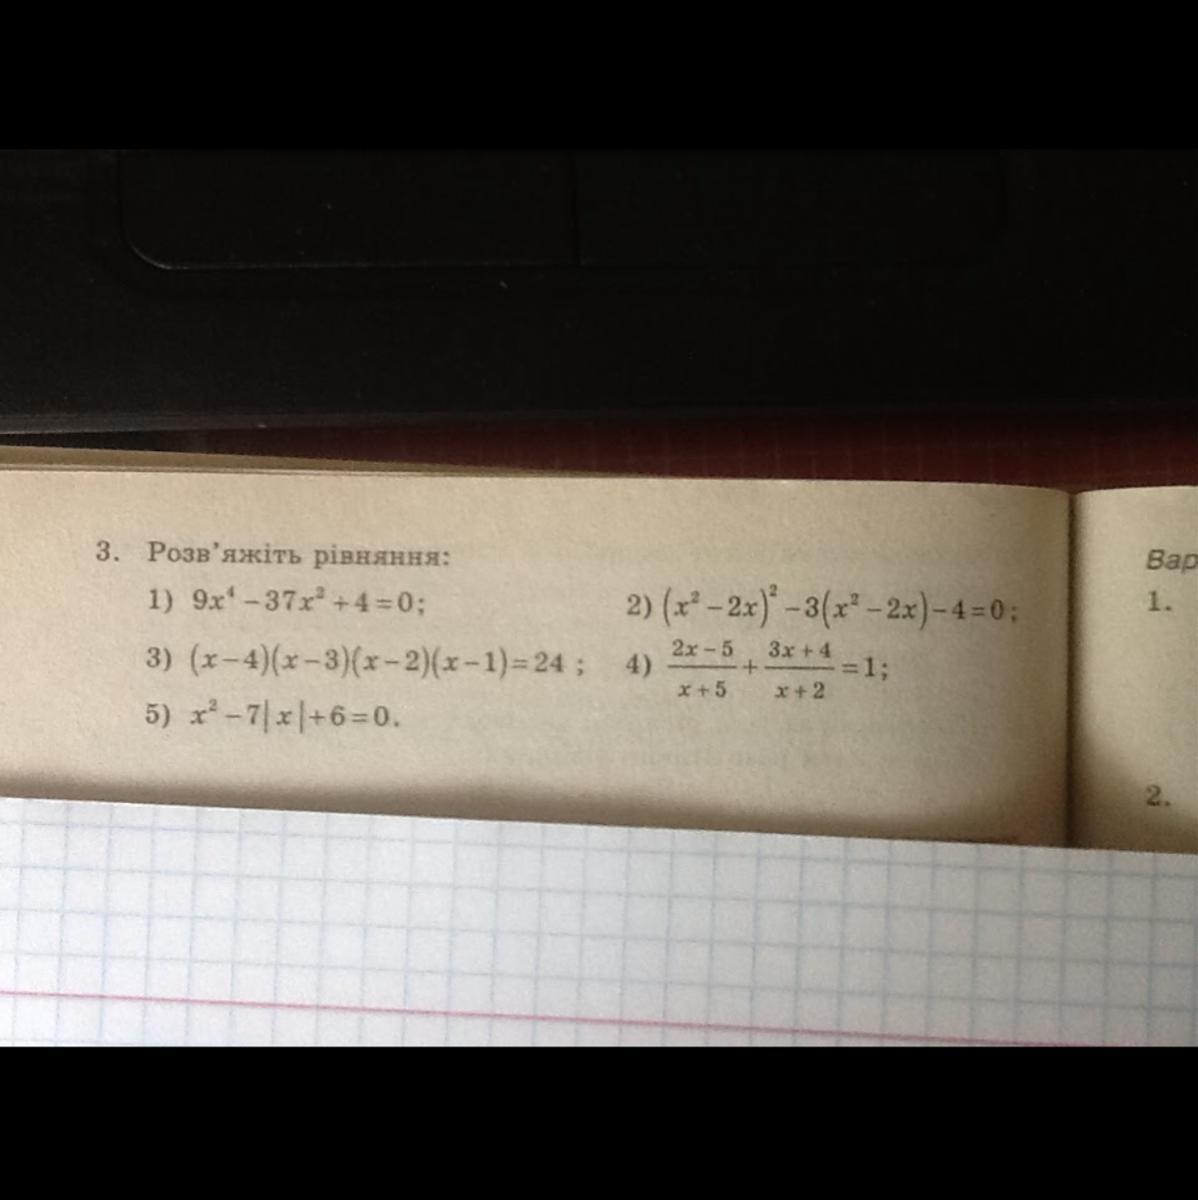 3. Розв’яжіть рівняння:
1) 9x⁴ – 37x² + 4 = 0; 2) (x² – 2x)² – 3(x² – 2x) – 4 = 0;
3) (x – 4)(x – 3)(x – 2)(x – 1) = 24 ; 4) (2x – 5)/(x + 5) + (3x + 4)/(x + 2) = 1;
5) x² – 7|x| + 6 = 0.
1.
2.